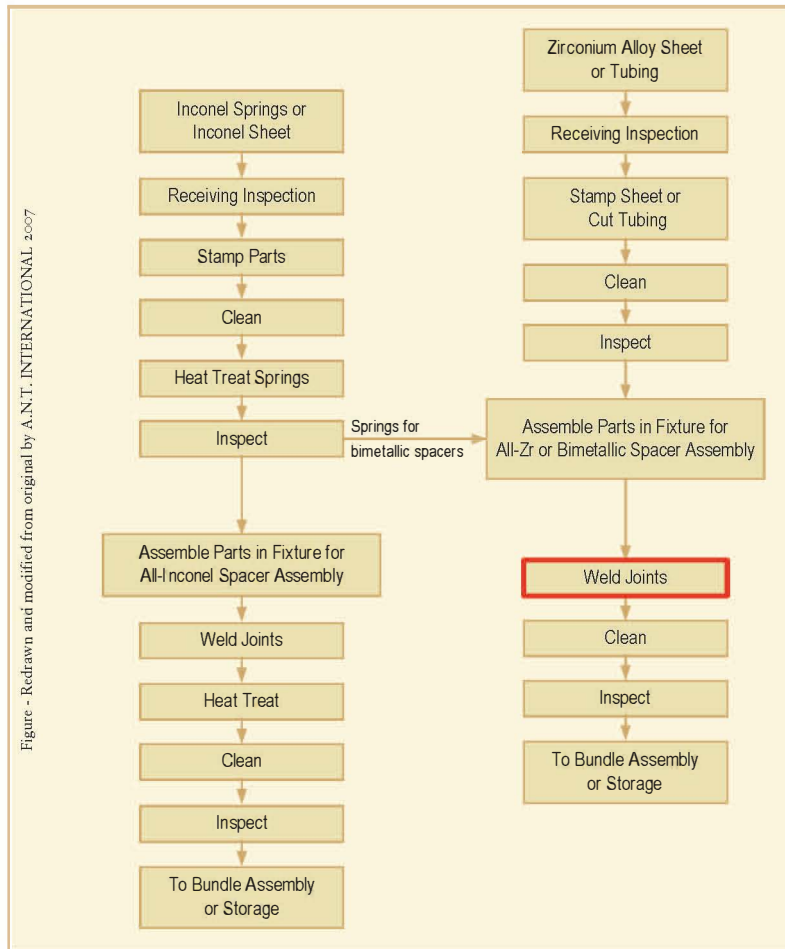 Inconel Springs or
Inconel Sheet
Receiving Inspection
Stamp Parts
Clean
Heat Treat Springs
Inspect
Springs for
bimetallic spacers
Assemble Parts in Fixture for
All-Inconel Spacer Assembly
Weld Joints
Heat Treat
Clean
Inspect
To Bundle Assembly
or Storage
Zirconium Alloy Sheet
or Tubing
Receiving Inspection
Stamp Sheet or
Cut Tubing
Clean
Inspect
Assemble Parts in Fixture for
All-Zr or Bimetallic Spacer Assembly
Weld Joints
Clean
Inspect
To Bundle Assembly
or Storage
Figure - Redrawn and modified from original by A.N.T. INTERNATIONAL 2007